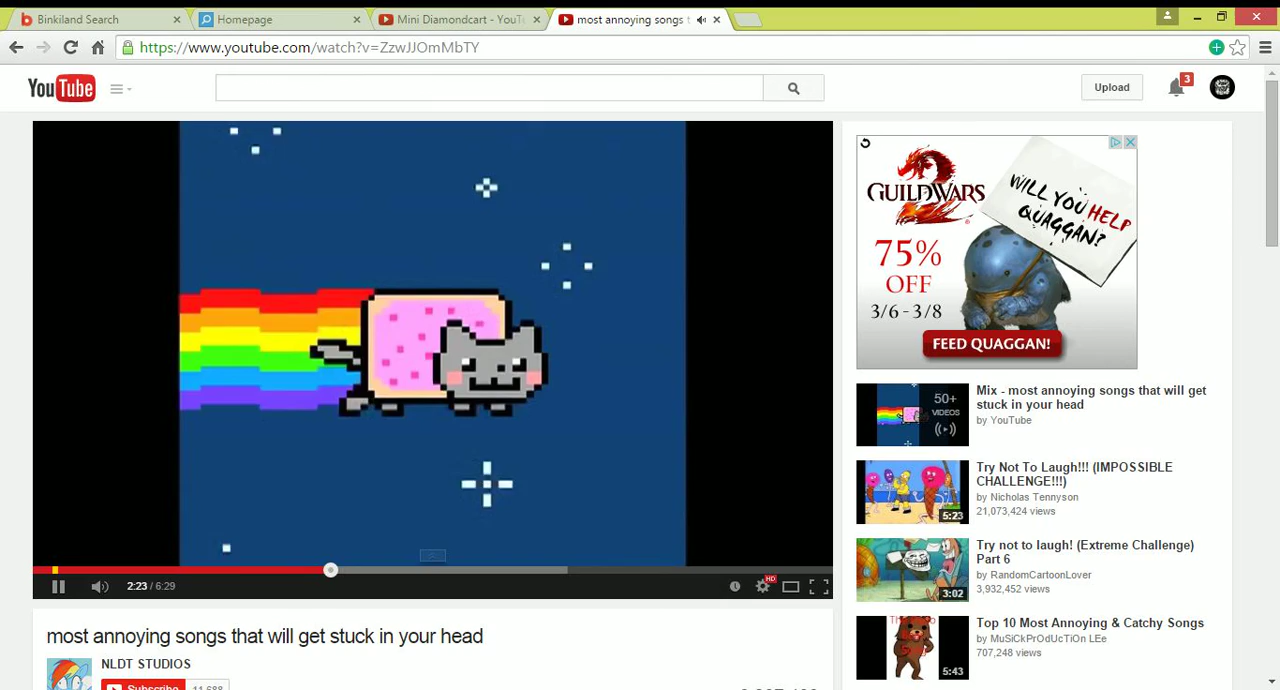 Binkiland Search
Homepage
Mini Diamondcart - YouT
most annoying songs t
https://www.youtube.com/watch?v=ZzwJJOmMbTY
YouTube
Upload
3
GUILD WARS 2
WILL YOU HELP
QUAGGAN?
75%
OFF
3/6 - 3/8
FEED QUAGGAN!
Mix - most annoying songs that will get
stuck in your head
by YouTube
50+
VIDEOS
Try Not To Laugh!!! (IMPOSSIBLE
CHALLENGE!!!)
by Nicholas Tennyson
21,073,424 views
5:23
Try not to laugh! (Extreme Challenge)
Part 6
by RandomCartoonLover
3,932,452 views
3:02
Top 10 Most Annoying & Catchy Songs
by MuSiCkPrOdUcTiOn LEe
707,248 views
5:43
2:23 / 6:29
HD
most annoying songs that will get stuck in your head
NLDT STUDIOS
Subscribe
11,688